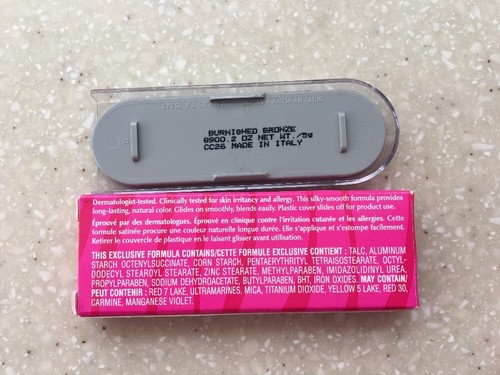 BURNISHED BRONZE
8900.2 OZ NET WT./5g
CC26 MADE IN ITALY
Dermatologist-tested. Clinically tested for skin irritancy and allergy. This silky-smooth formula provides
long-lasting, natural color. Glides on smoothly, blends easily. Plastic cover slides off for product use.
Éprouvé par des dermatologues. Éprouvé en clinique contre l'irritation cutanée et les allergies. Cette
formule satinée procure une couleur naturelle longue durée. Elle s'applique et s'estompe facilement.
Retirer le couvercle de plastique en le faisant glisser avant utilisation.
THIS EXCLUSIVE FORMULA CONTAINS/CETTE FORMULE EXCLUSIVE CONTIENT : TALC, ALUMINUM
STARCH OCTENYLSUCCINATE, CORN STARCH, PENTAERYTHRITYL TETRAISOSTEARATE, OCTYL-
DODECYL STEAROYL STEARATE, ZINC STEARATE, METHYLPARABEN, IMIDAZOLIDINYL UREA,
PROPYLPARABEN, SODIUM DEHYDROACETATE, BUTYLPARABEN, BHT, IRON OXIDES. MAY CONTAIN/
PEUT CONTENIR : RED 7 LAKE, ULTRAMARINES, MICA, TITANIUM DIOXIDE, YELLOW 5 LAKE, RED 30,
CARMINE, MANGANESE VIOLET.